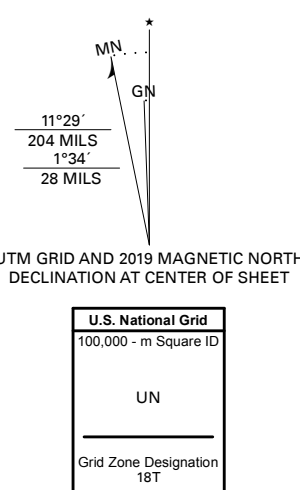 MN
GN
11°29´
204 MILS
1°34´
28 MILS
UTM GRID AND 2019 MAGNETIC NORTH
DECLINATION AT CENTER OF SHEET
U.S. National Grid
100,000 - m Square ID
UN
Grid Zone Designation
18T